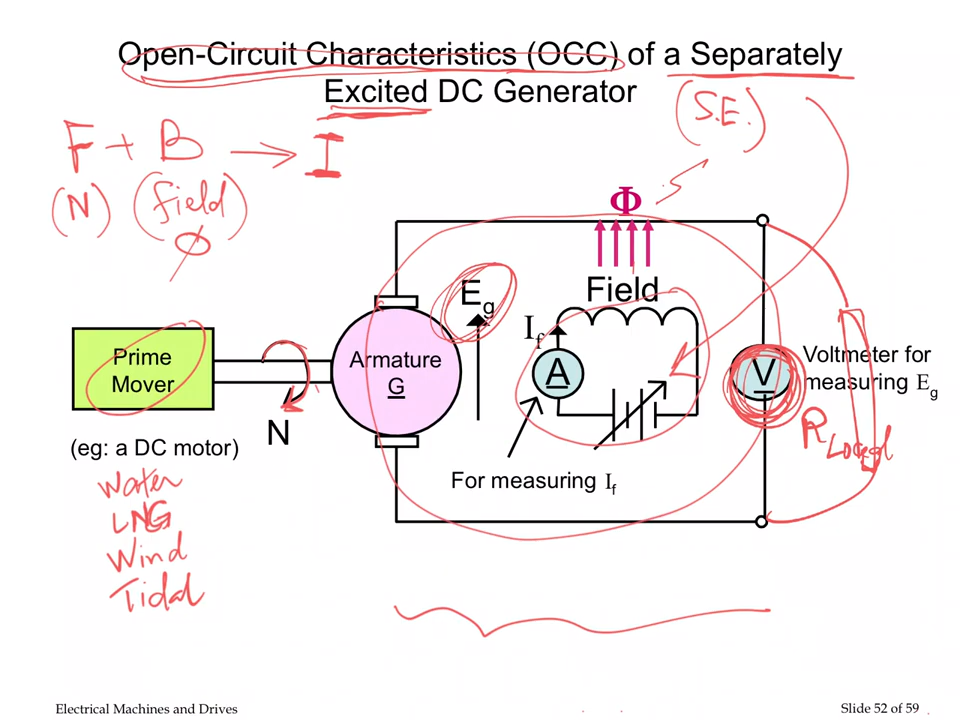 Open-Circuit Characteristics (OCC) of a Separately
Excited DC Generator
(S.E.)
F + B → I
(N) (field)
Φ
Φ
Eg
Field
If
Prime
Mover
Armature
G
A
V
Voltmeter for
measuring Eg
N
RLoad
(eg: a DC motor)
For measuring If
Water
LNG
Wind
Tidal
Electrical Machines and Drives
Slide 52 of 59